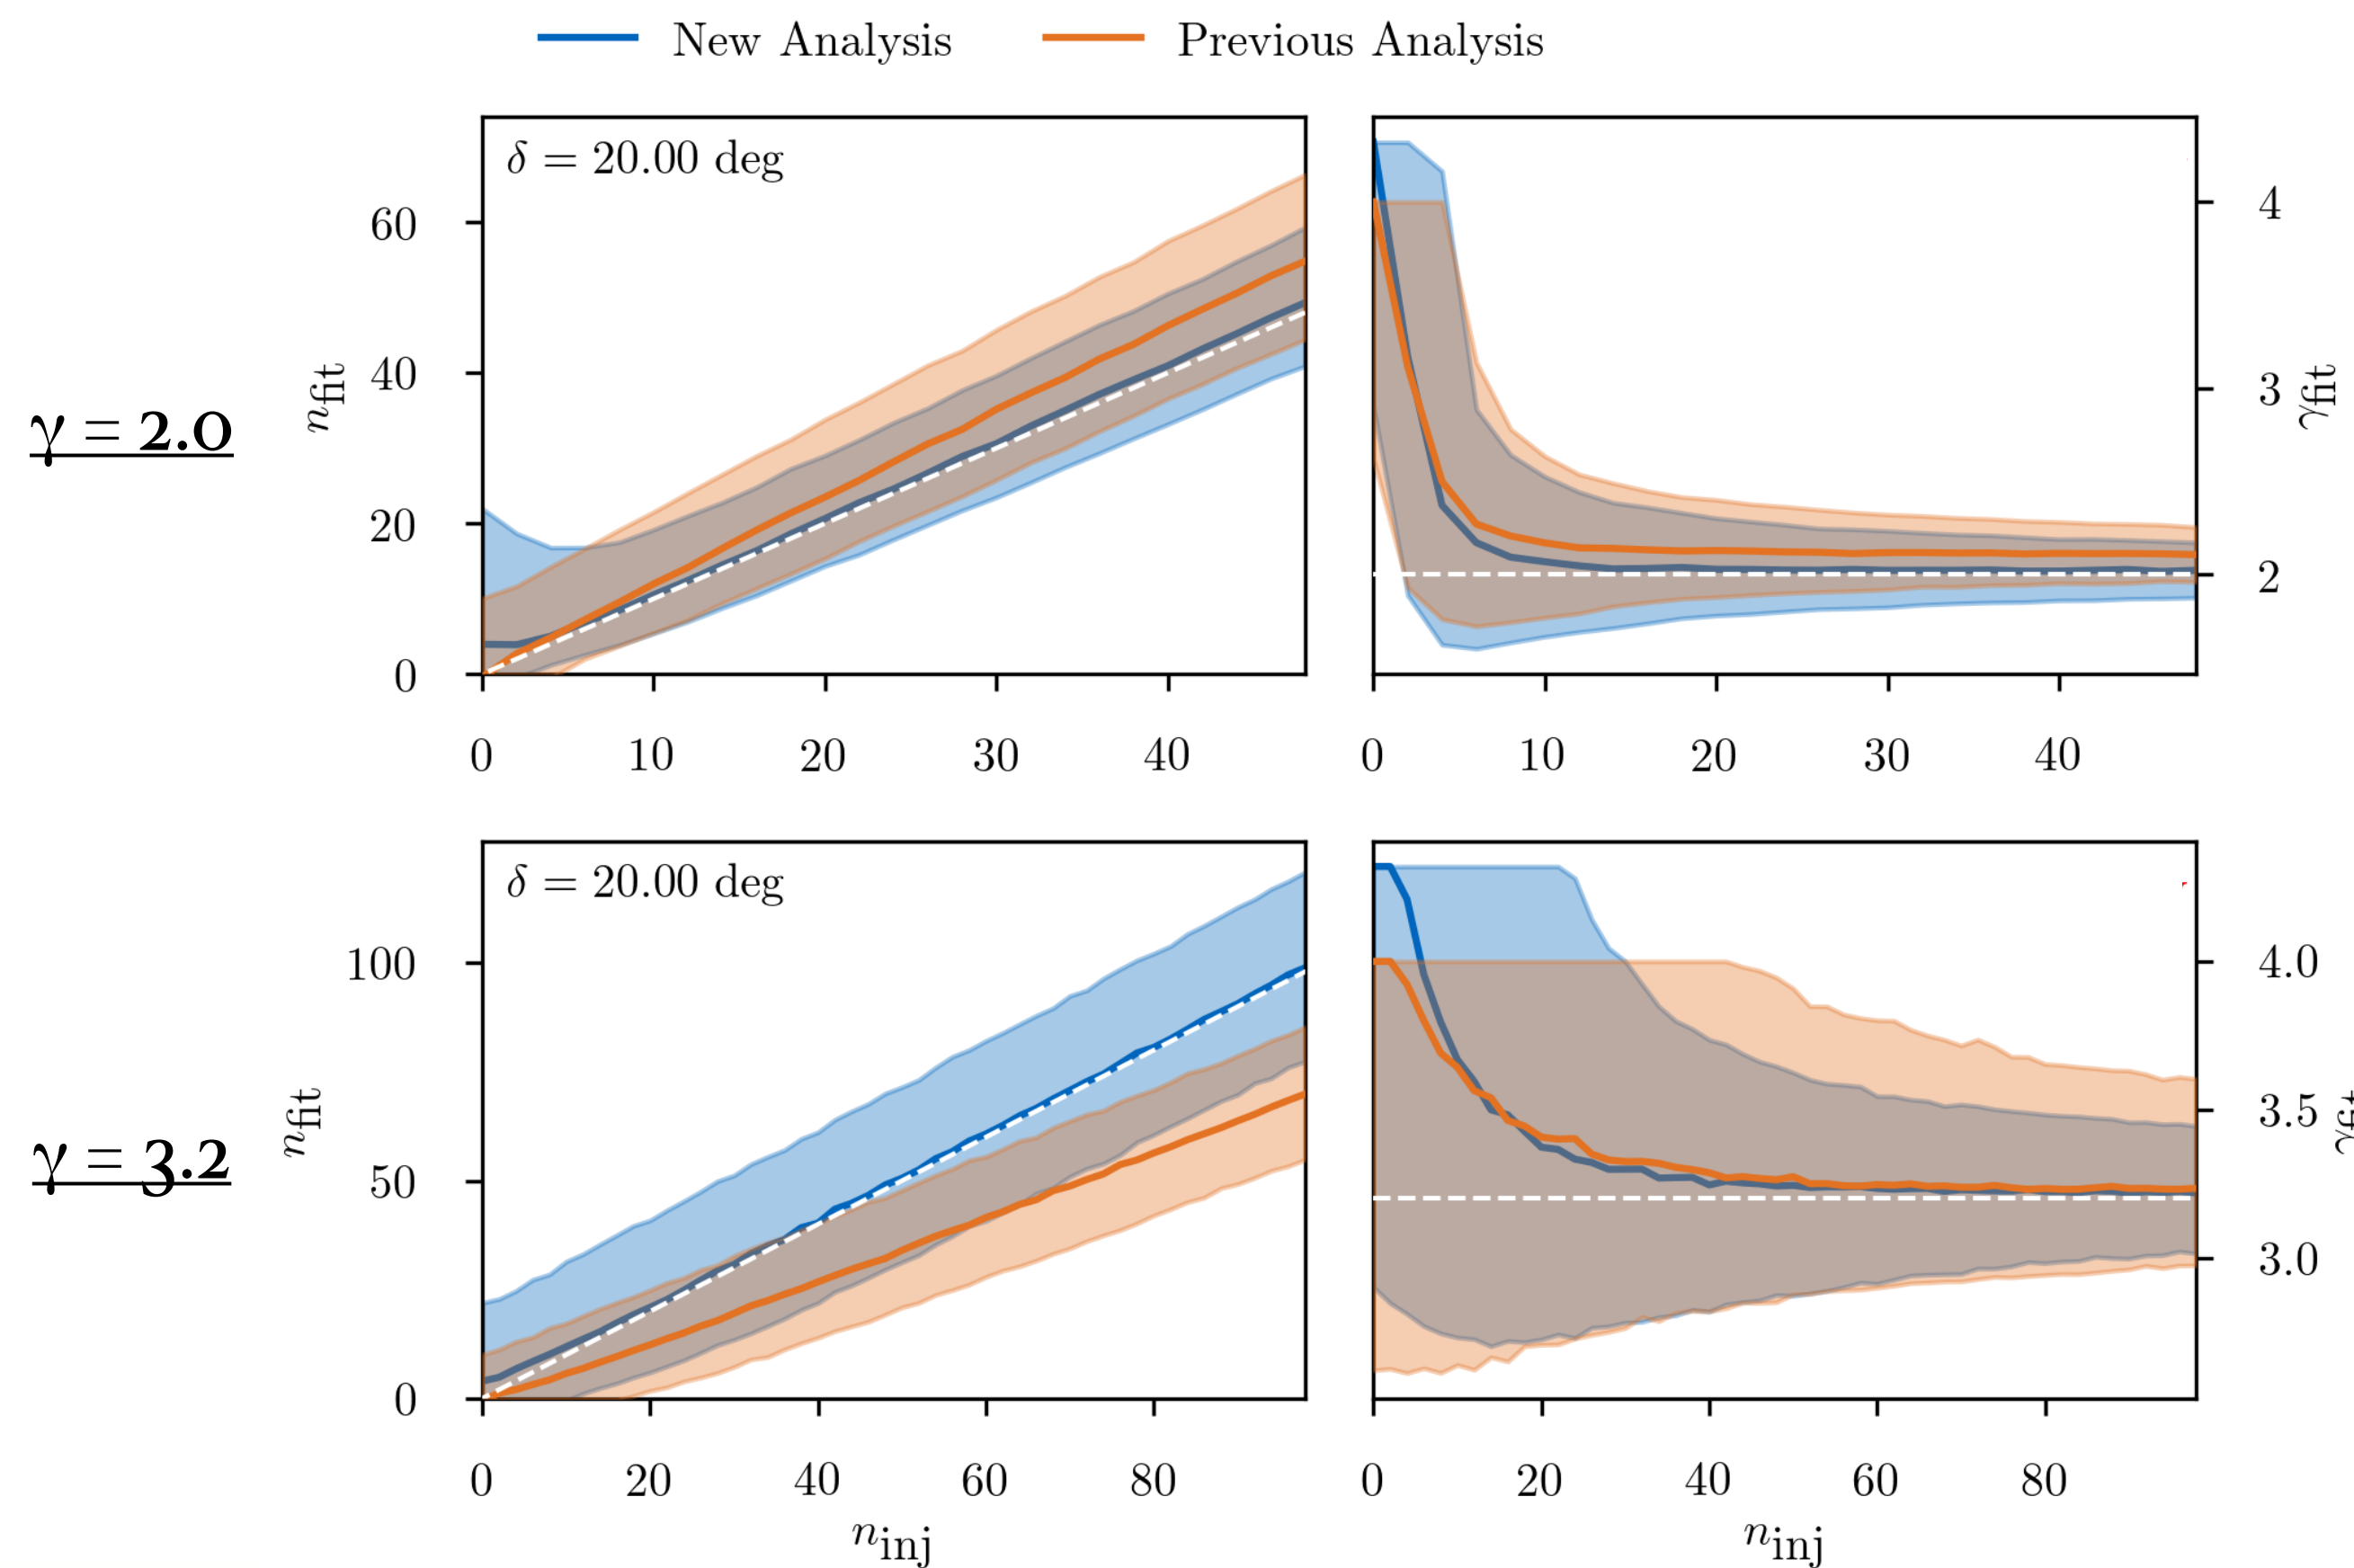 New Analysis Previous Analysis
δ = 20.00 deg
γ = 2.0
n_fit
60
40
20
0
0 10 20 30 40
4
3
2
γ_fit
0 10 20 30 40
δ = 20.00 deg
γ = 3.2
n_fit
100
50
0
0 20 40 60 80
n_inj
4.0
3.5
3.0
γ_fit
0 20 40 60 80
n_inj